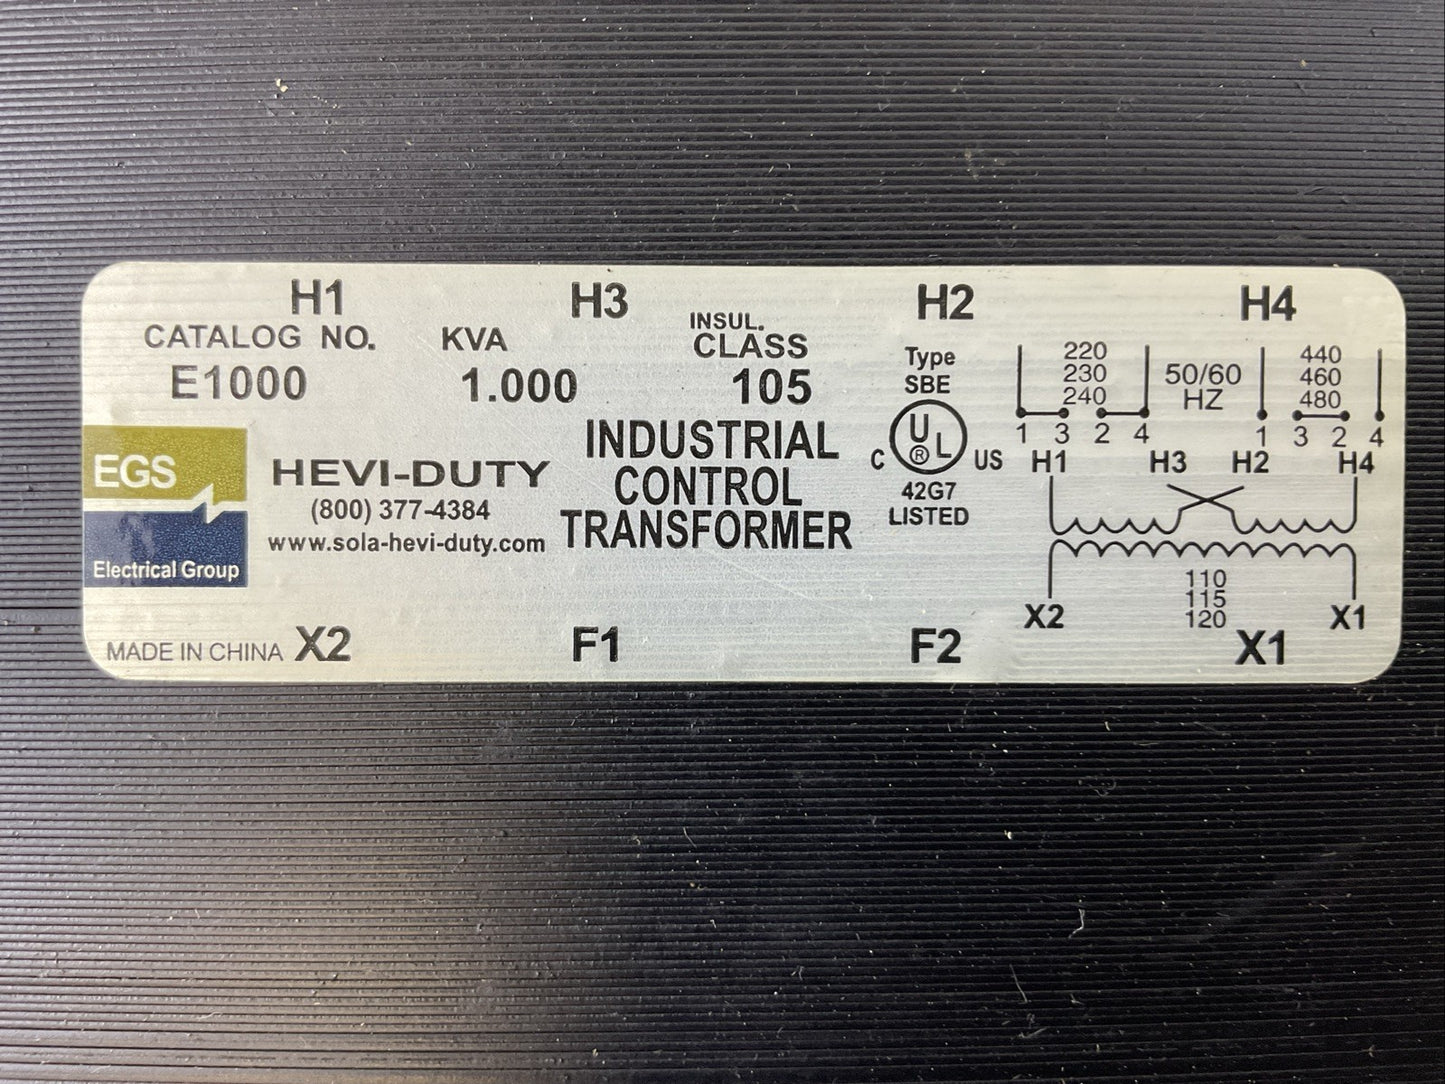 H1 H3 H2 H4
CATALOG NO. KVA INSUL. CLASS
E1000 1.000 105
EGS
Electrical Group
HEVI-DUTY
(800) 377-4384
www.sola-hevi-duty.com
INDUSTRIAL
CONTROL
TRANSFORMER
Type
SBE
C UL® US
42G7
LISTED
220
230
240
50/60
HZ
440
460
480
1 3 2 4 1 3 2 4
H1 H3 H2 H4
110
115
120
X2 X1
MADE IN CHINA X2 F1 F2 X1